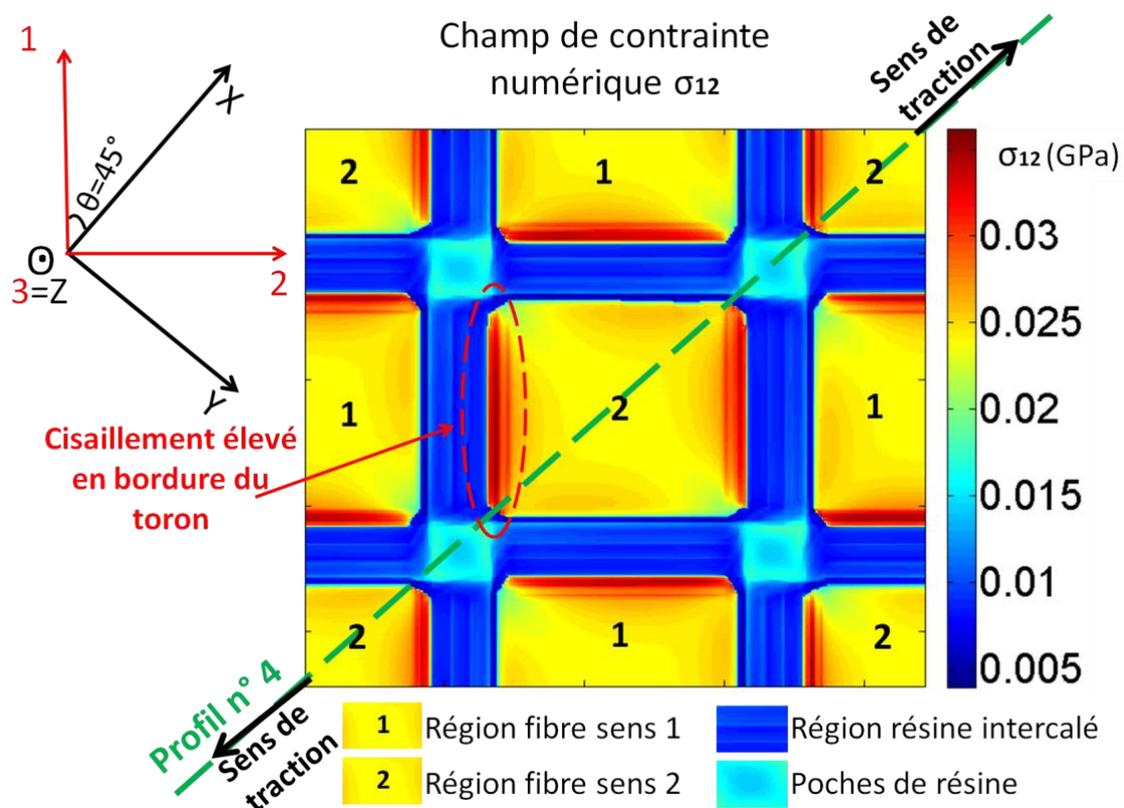 Champ de contrainte
numérique σ12
1
X
θ=45°
3=Z
2
Y
Sens de
traction
σ12 (GPa)
0.03
0.025
0.02
0.015
0.01
0.005
2
1
2
1
2
1
2
1
2
Cisaillement élevé
en bordure du
toron
Profil n° 4
Sens de
traction
1 Région fibre sens 1
2 Région fibre sens 2
Région résine intercalé
Poches de résine